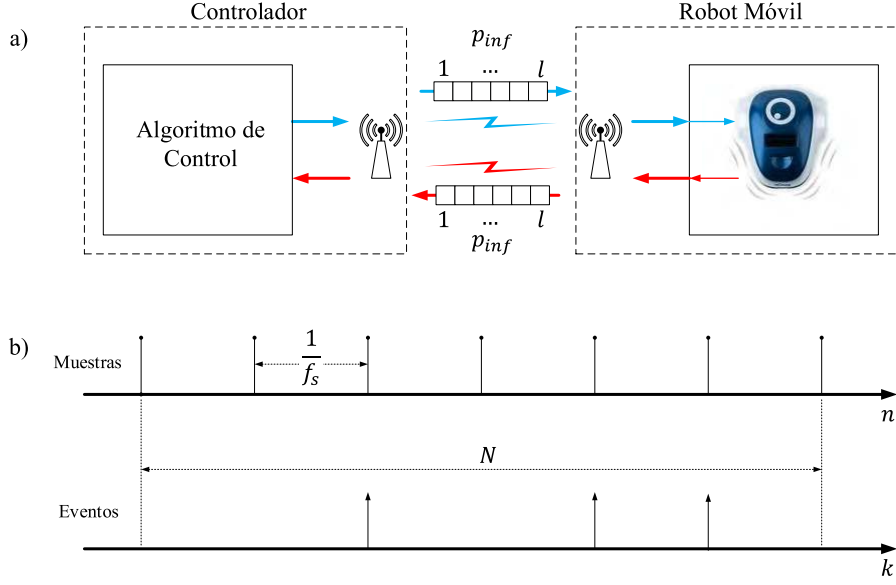 Controlador
Robot Móvil
a)
p_inf
1 ... l
Algoritmo de
Control
1 ... l
p_inf
b)
Muestras
1/f_s
n
N
Eventos
k